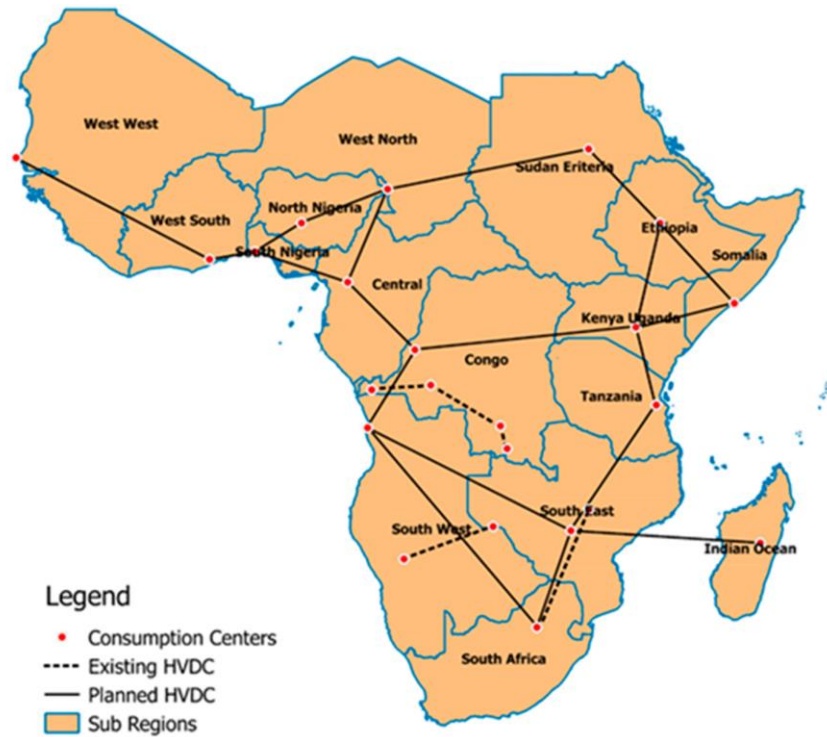 West West
West North
Sudan Eriteria
North Nigeria
West South
Ethiopia
South Nigeria
Somalia
Central
Kenya Uganda
Congo
Tanzania
South East
South West
Indian Ocean
South Africa
Legend
Consumption Centers
Existing HVDC
Planned HVDC
Sub Regions